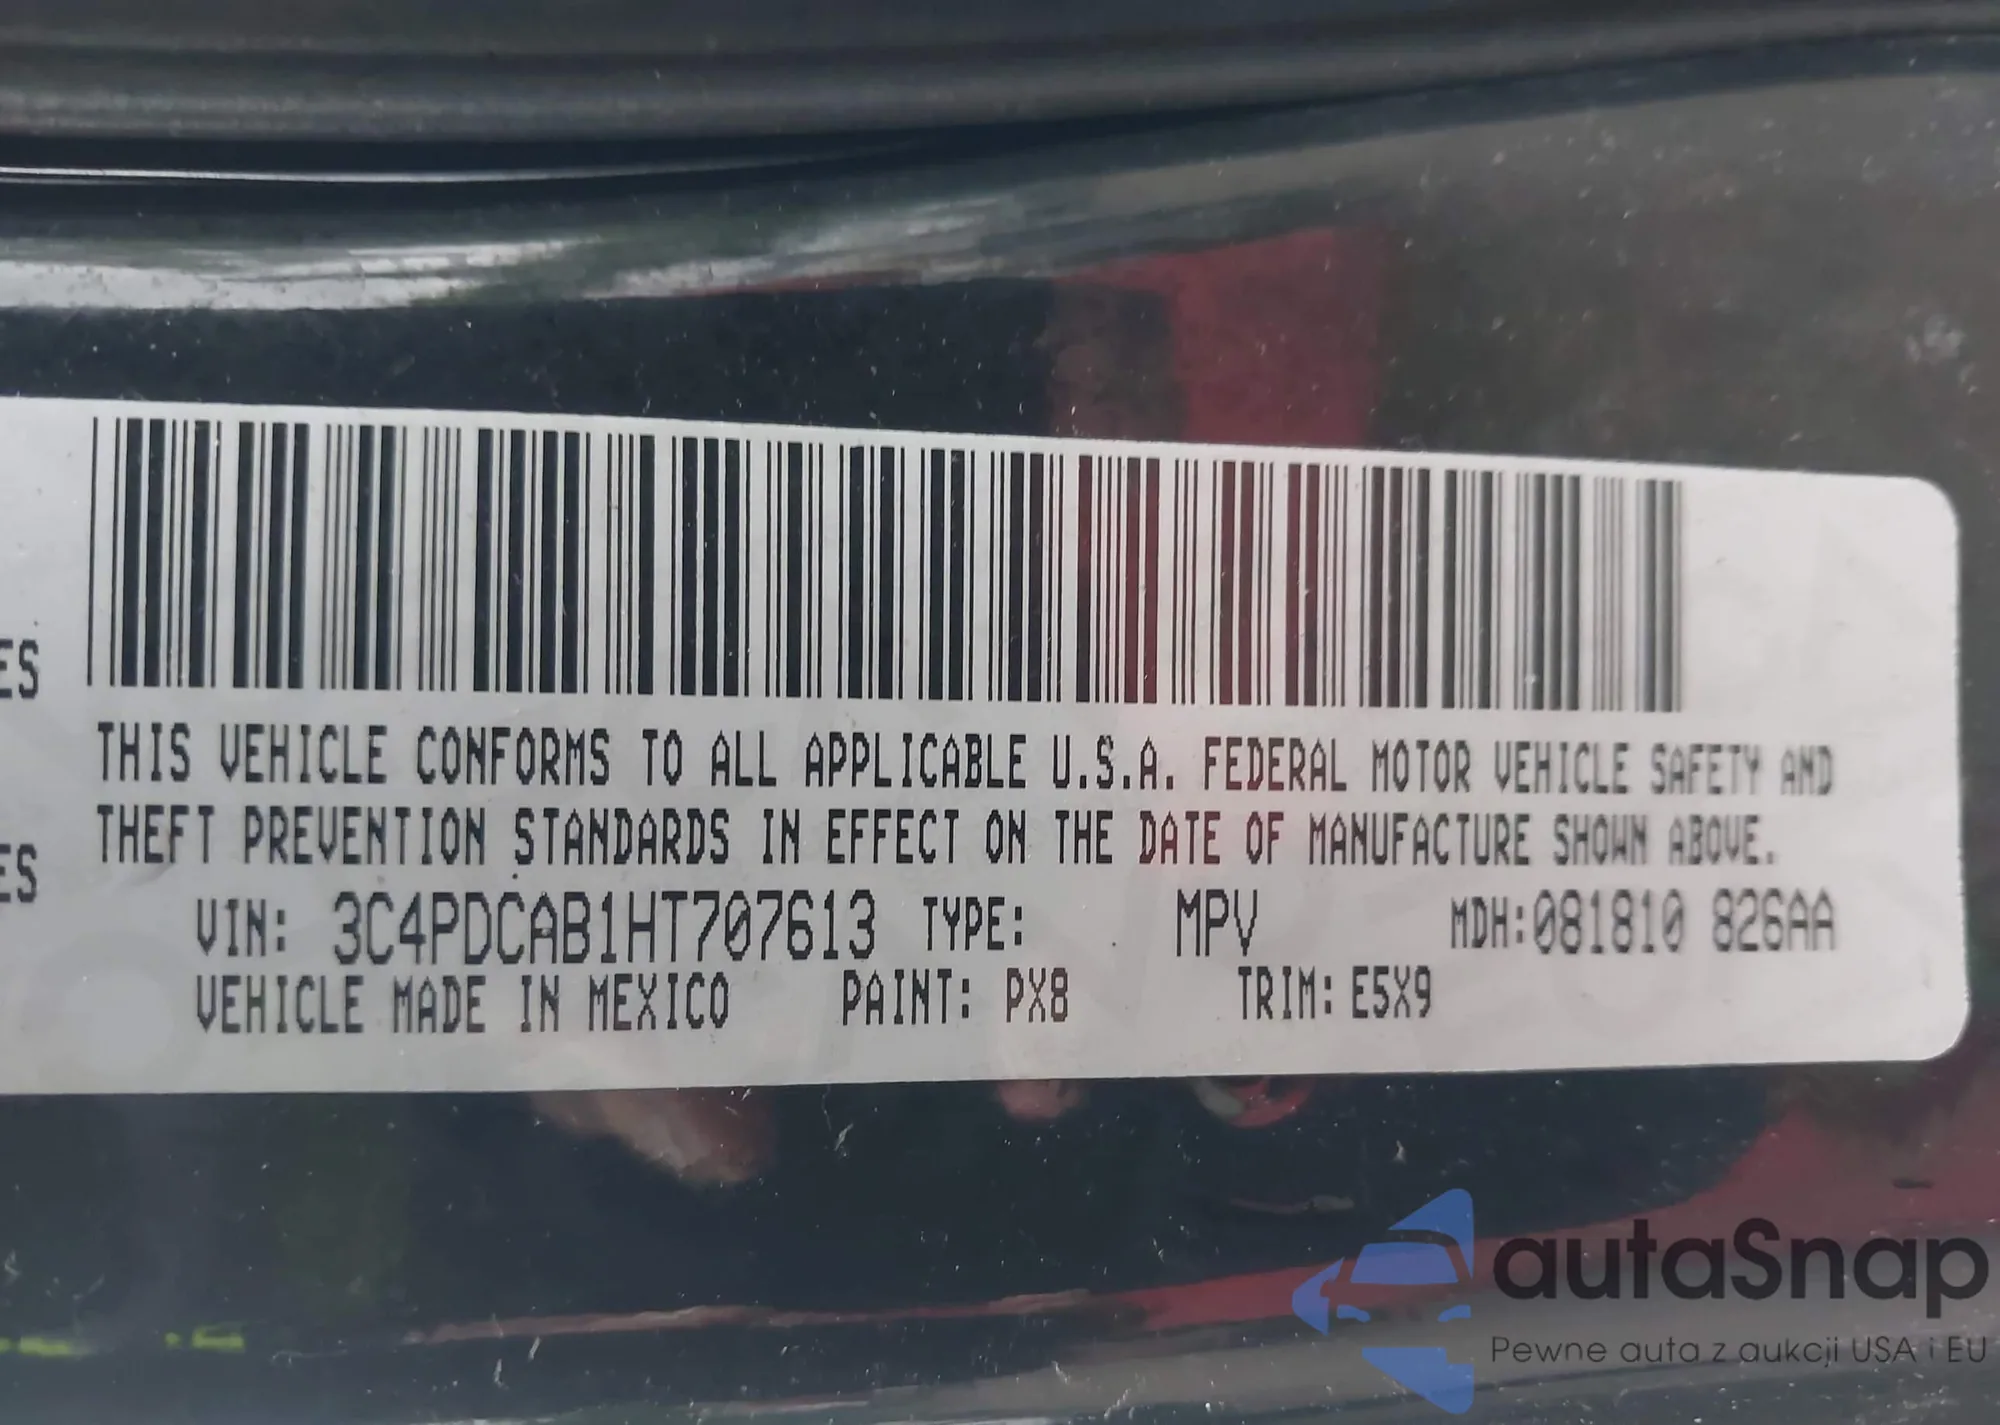 ES
THIS VEHICLE CONFORMS TO ALL APPLICABLE U.S.A. FEDERAL MOTOR VEHICLE SAFETY AND
THEFT PREVENTION STANDARDS IN EFFECT ON THE DATE OF MANUFACTURE SHOWN ABOVE.
ES
VIN: 3C4PDCAB1HT707613 TYPE: MPV MDH:081810 826AA
VEHICLE MADE IN MEXICO PAINT: PX8 TRIM: E5X9
autaSnap
Pewne auta z aukcji USA i EU